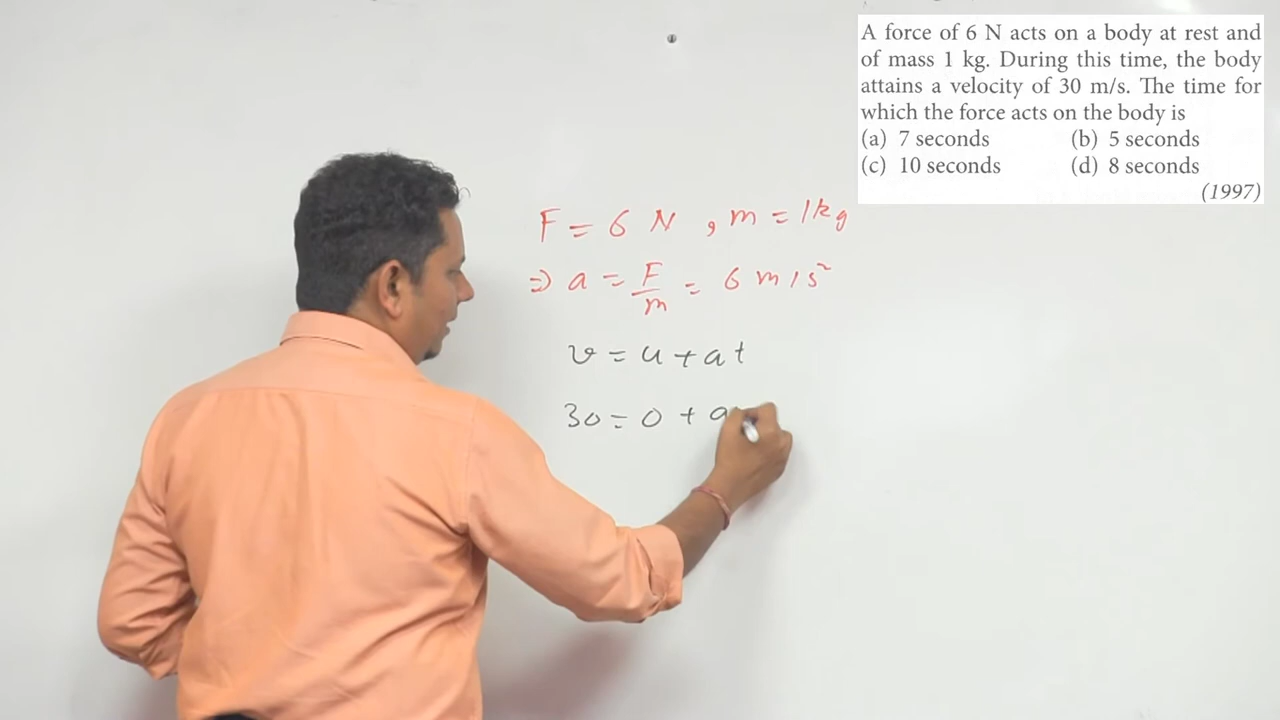 A force of 6 N acts on a body at rest and
of mass 1 kg. During this time, the body
attains a velocity of 30 m/s. The time for
which the force acts on the body is
(a) 7 seconds (b) 5 seconds
(c) 10 seconds (d) 8 seconds
(1997)
F = 6 N , m = 1kg
⇒ a = F/m = 6 m/s²
v = u + at
30 = 0 + a